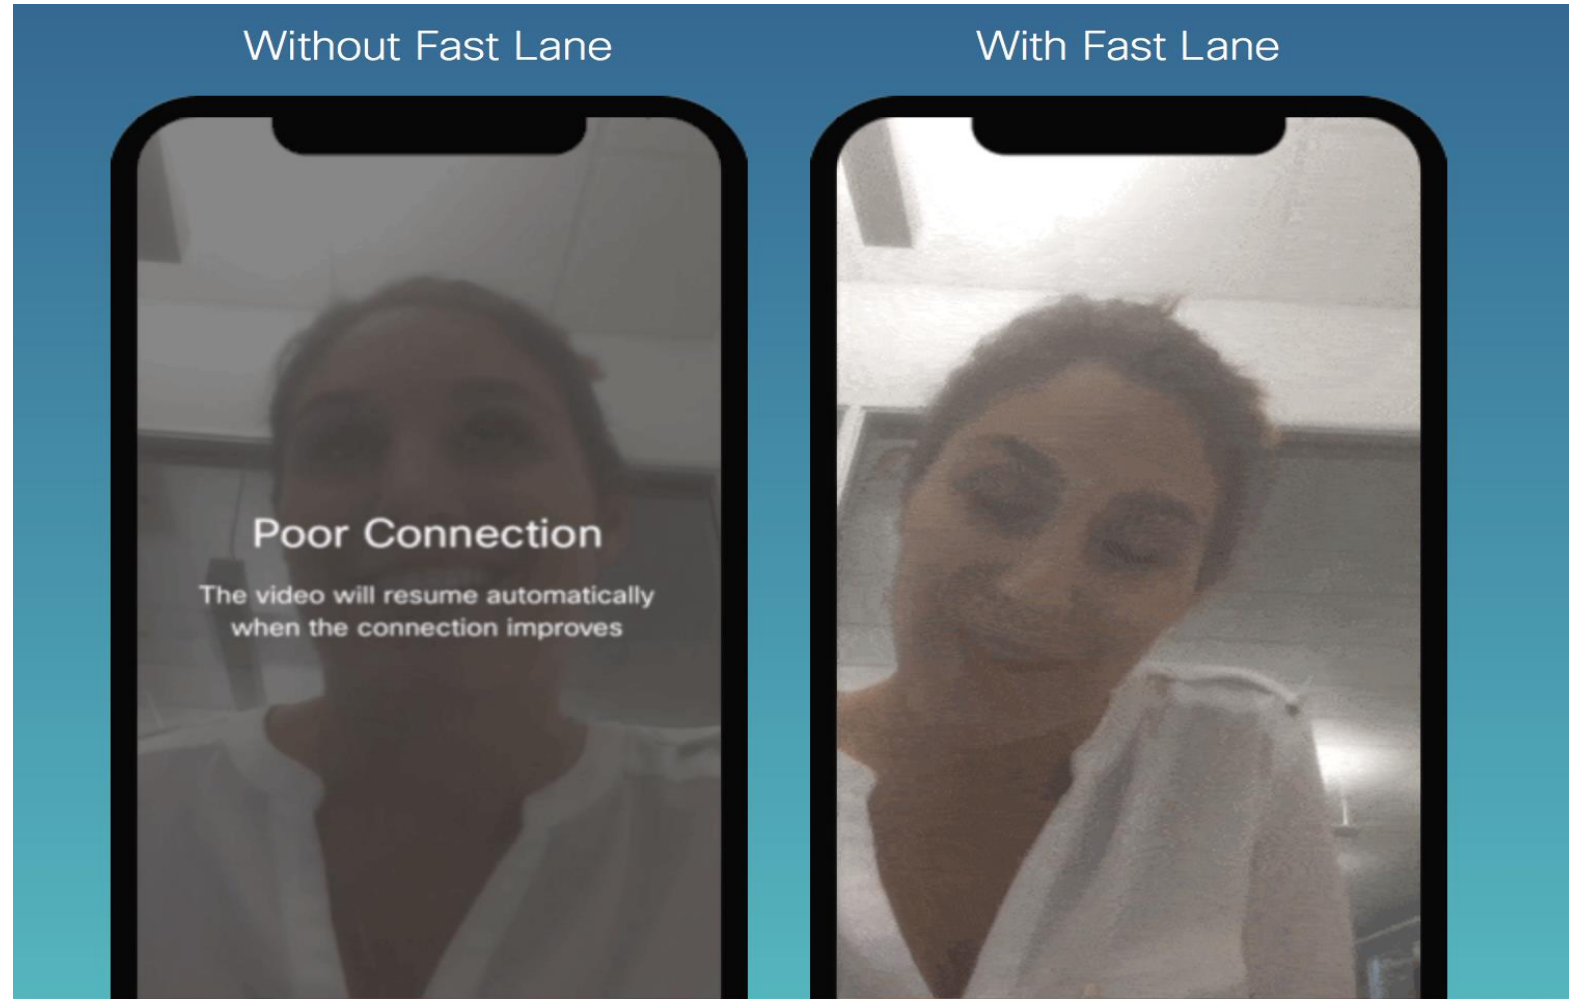 Without Fast Lane
With Fast Lane
Poor Connection
The video will resume automatically
when the connection improves